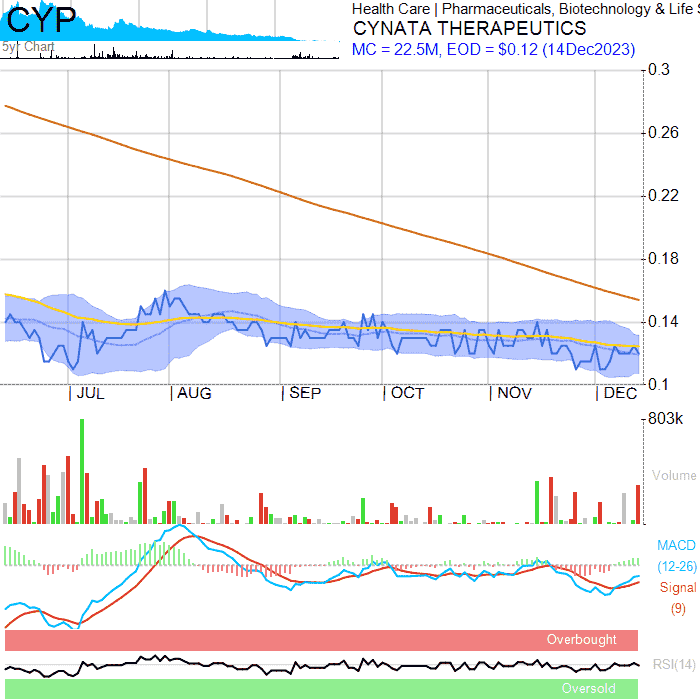 CYP
5yr Chart
Health Care | Pharmaceuticals, Biotechnology & Life
CYNATA THERAPEUTICS
MC = 22.5M, EOD = $0.12 (14Dec2023)
0.3
0.26
0.22
0.18
0.14
0.1
| JUL | AUG | SEP | OCT | NOV | DEC
803k
Volume
MACD
(12-26)
Signal
(9)
Overbought
RSI(14)
Oversold